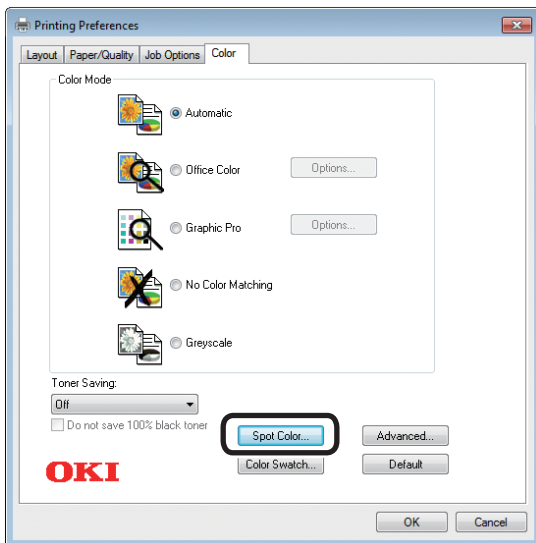 Printing Preferences
Layout Paper/Quality Job Options Color
Color Mode
Automatic
Office Color Options...
Graphic Pro Options...
No Color Matching
Greyscale
Toner Saving:
Off
Do not save 100% black toner
Spot Color... Advanced...
Color Swatch... Default
OKI
OK Cancel